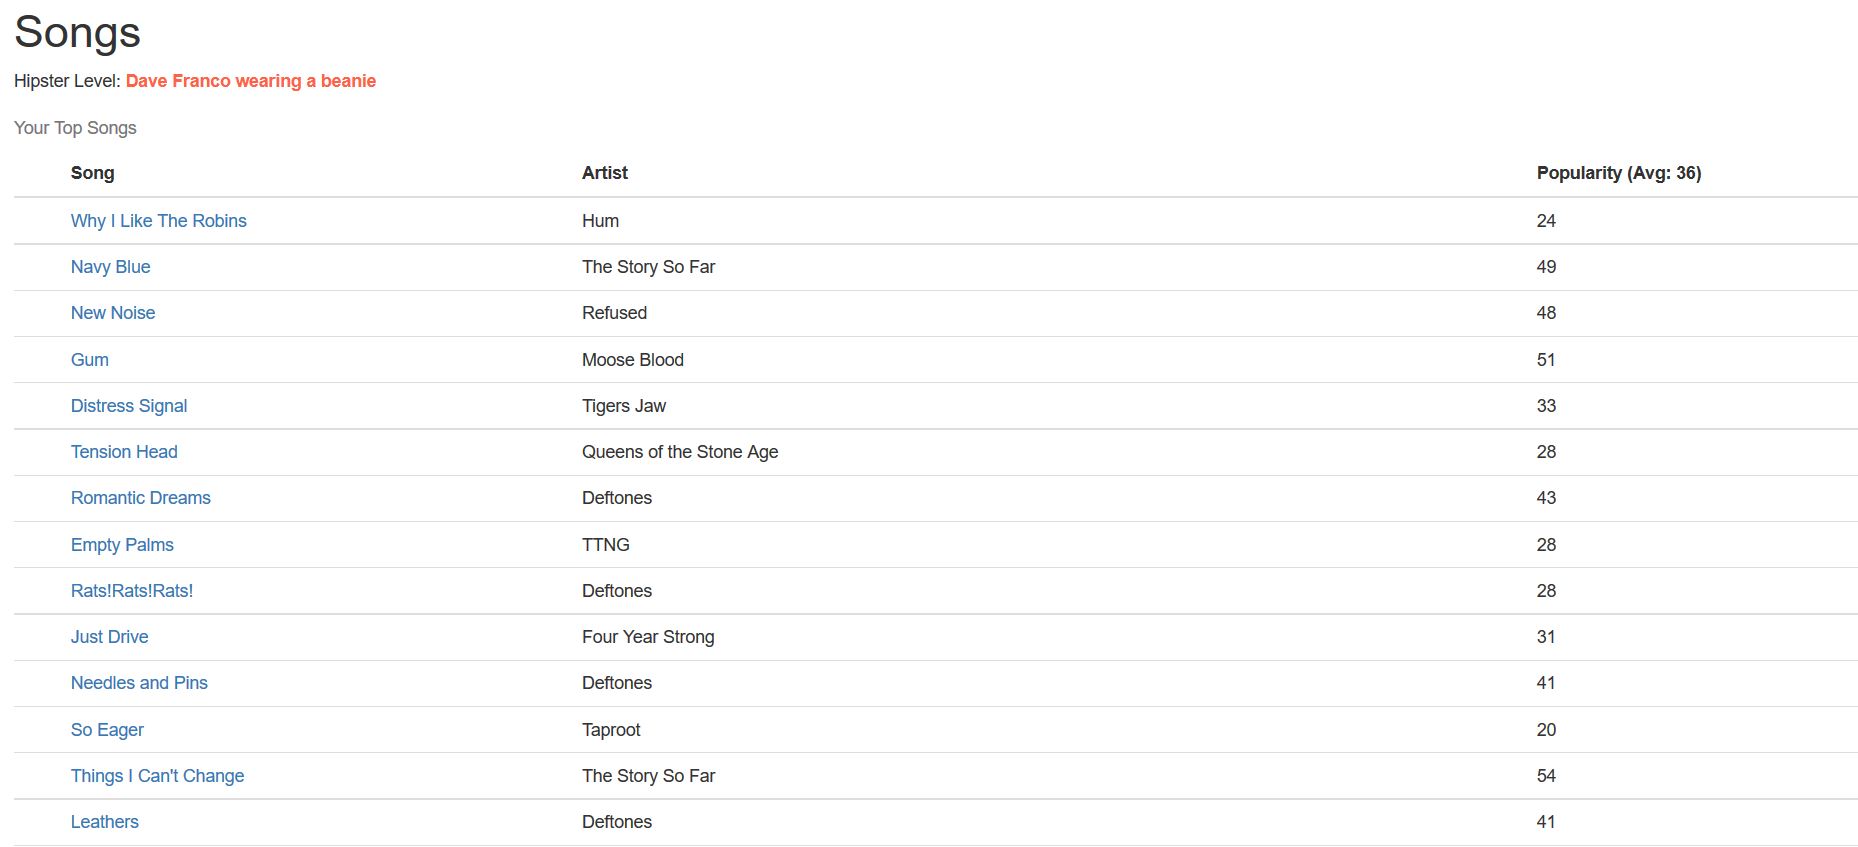 Songs
Hipster Level: Dave Franco wearing a beanie
Your Top Songs
Song Artist Popularity (Avg: 36)
Why I Like The Robins Hum 24
Navy Blue The Story So Far 49
New Noise Refused 48
Gum Moose Blood 51
Distress Signal Tigers Jaw 33
Tension Head Queens of the Stone Age 28
Romantic Dreams Deftones 43
Empty Palms TTNG 28
Rats!Rats!Rats! Deftones 28
Just Drive Four Year Strong 31
Needles and Pins Deftones 41
So Eager Taproot 20
Things I Can't Change The Story So Far 54
Leathers Deftones 41